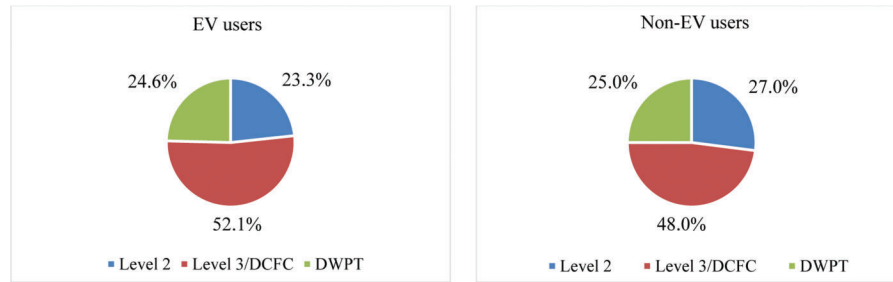 EV users
24.6%
23.3%
52.1%
Level 2 Level 3/DCFC DWPT
Non-EV users
25.0%
27.0%
48.0%
Level 2 Level 3/DCFC DWPT